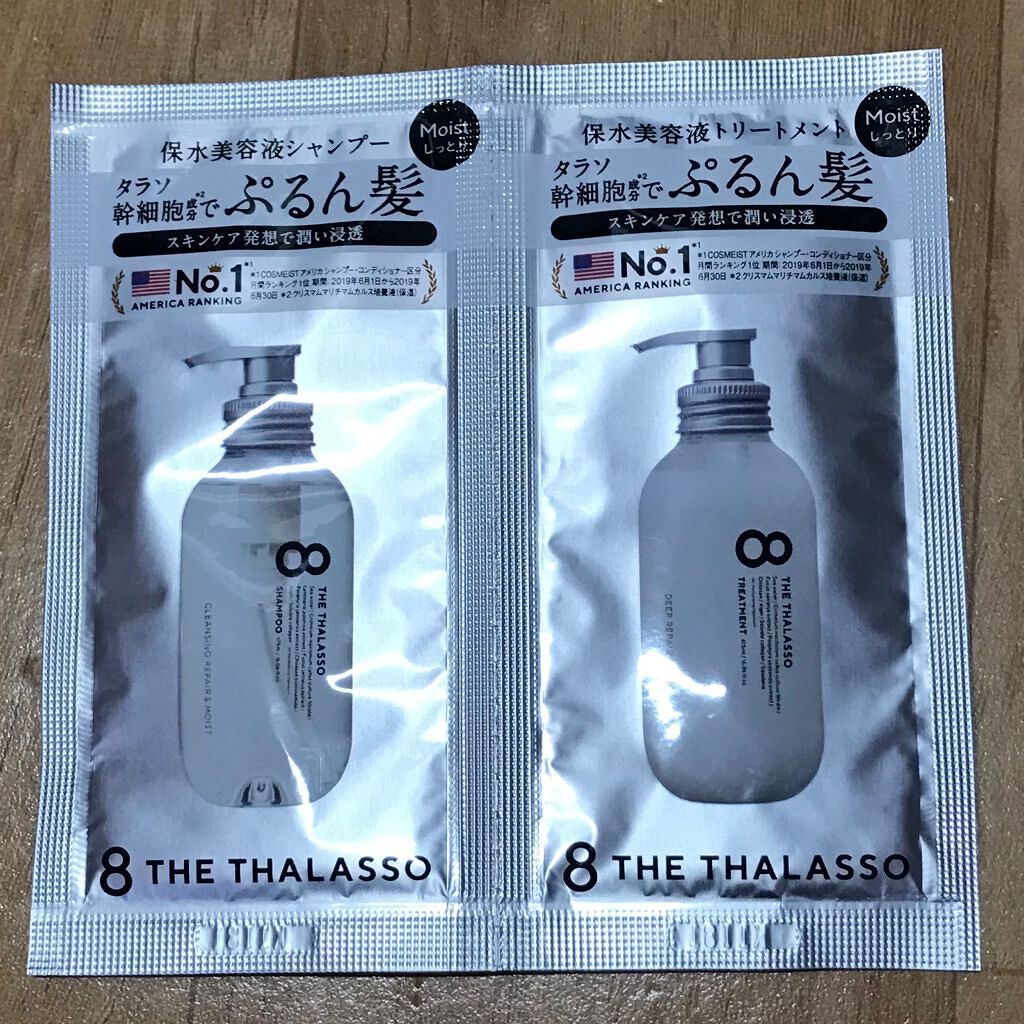 保水美容液シャンプー
Moist
しっとり
タラソ
幹細胞成分*2で ぷるん髪
スキンケア発想で潤い浸透
No.1*1
AMERICA RANKING
*1 COSMEIST アメリカ シャンプー・コンディショナー区分
月間ランキング1位 期間：2019年6月1日から2019年
6月30日 *2 クリスマムマリチマムカルス培養液(保湿)
8
THE THALASSO
SHAMPOO
CLEANSING REPAIR & MOIST
8 THE THALASSO
保水美容液トリートメント
Moist
しっとり
タラソ
幹細胞成分*2で ぷるん髪
スキンケア発想で潤い浸透
No.1*1
AMERICA RANKING
*1 COSMEIST アメリカ シャンプー・コンディショナー区分
月間ランキング1位 期間：2019年6月1日から2019年
6月30日 *2 クリスマムマリチマムカルス培養液(保湿)
8
THE THALASSO
TREATMENT 475mL
DEEP REPAI
8 THE THALASSO